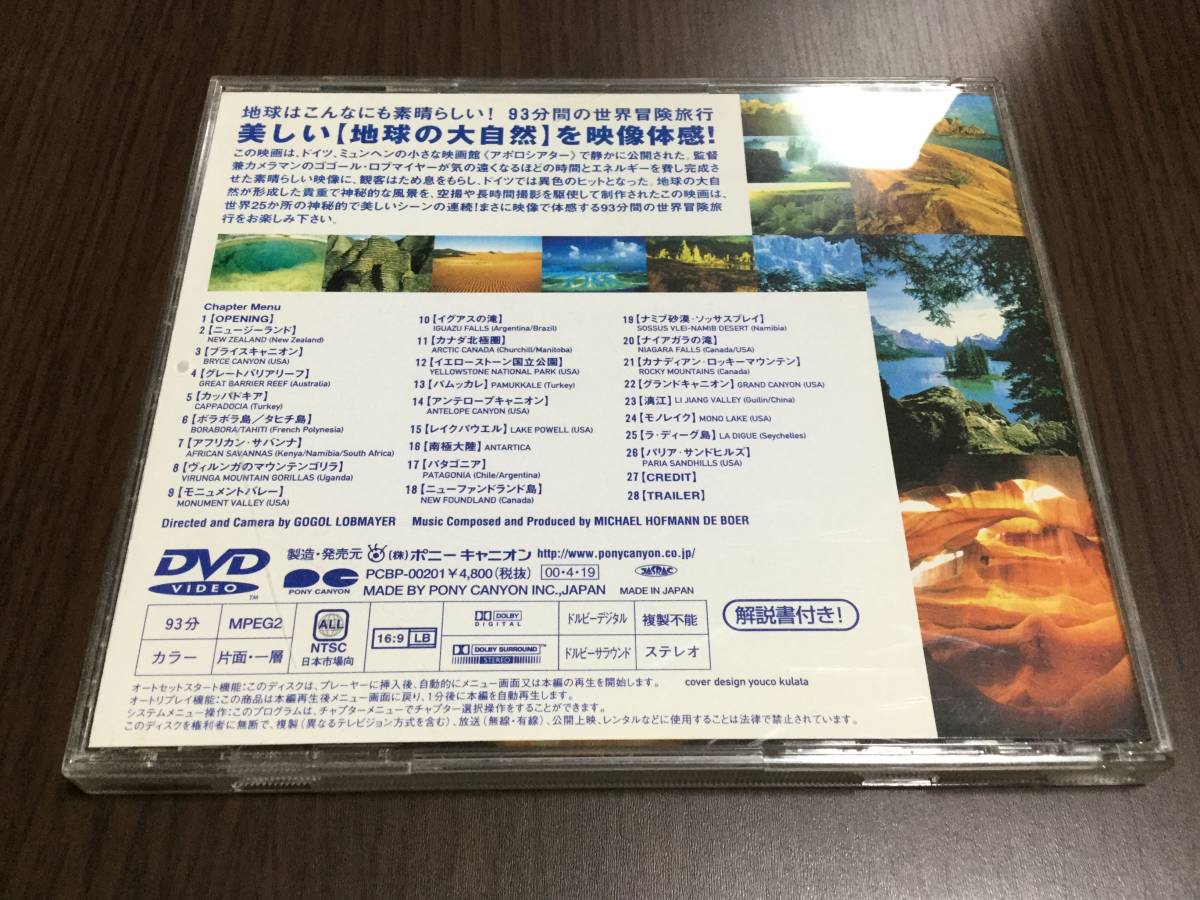 地球はこんなにも素晴らしい! 93分間の世界冒険旅行
美しい【地球の大自然】を映像体感!
この映画は、ドイツ、ミュンヘンの小さな映画館《アポロシアター》で静かに公開された。監督
兼カメラマンのゴゴール・ロブマイヤーが気の遠くなるほどの時間とエネルギーを費し完成さ
せた素晴らしい映像に、観客はため息をもらし、ドイツでは異色のヒットとなった。地球の大自
然が形成した貴重で神秘的な風景を、空撮や長時間撮影を駆使して制作されたこの映画は、
世界25か所の神秘的で美しいシーンの連続!まさに映像で体感する93分間の世界冒険旅
行をお楽しみ下さい。
Chapter Menu
1【OPENING】
2【ニュージーランド】
NEW ZEALAND (New Zealand)
3【ブライスキャニオン】
BRYCE CANYON (USA)
4【グレートバリアリーフ】
GREAT BARRIER REEF (Australia)
5【カッパドキア】
CAPPADOCIA (Turkey)
6【ボラボラ島/タヒチ島】
BORABORA/TAHITI (French Polynesia)
7【アフリカン・サバンナ】
AFRICAN SAVANNAS (Kenya/Namibia/South Africa)
8【ヴィルンガのマウンテンゴリラ】
VIRUNGA MOUNTAIN GORILLAS (Uganda)
9【モニュメントバレー】
MONUMENT VALLEY (USA)
10【イグアスの滝】
IGUAZU FALLS (Argentina/Brazil)
11【カナダ北極圏】
ARCTIC CANADA (Churchill/Manitoba)
12【イエローストーン国立公園】
YELLOWSTONE NATIONAL PARK (USA)
13【パムッカレ】PAMUKKALE (Turkey)
14【アンテロープキャニオン】
ANTELOPE CANYON (USA)
15【レイクパウエル】LAKE POWELL (USA)
16【南極大陸】ANTARTICA
17【パタゴニア】
PATAGONIA (Chile/Argentina)
18【ニューファンドランド島】
NEW FOUNDLAND (Canada)
19【ナミブ砂漠・ソッサスブレイ】
SOSSUS VLEI-NAMIB DESERT (Namibia)
20【ナイアガラの滝】
NIAGARA FALLS (Canada/USA)
21【カナディアン・ロッキーマウンテン】
ROCKY MOUNTAINS (Canada)
22【グランドキャニオン】GRAND CANYON (USA)
23【漓江】LI JIANG VALLEY (Guilin/China)
24【モノレイク】MONO LAKE (USA)
25【ラ・ディーグ島】LA DIGUE (Seychelles)
26【パリア・サンドヒルズ】
PARIA SANDHILLS (USA)
27【CREDIT】
28【TRAILER】
Directed and Camera by GOGOL LOBMAYER Music Composed and Produced by MICHAEL HOFMANN DE BOER
DVD
VIDEO
TM
製造・発売元 (株)ポニーキャニオン http://www.ponycanyon.co.jp/
PONY CANYON
PCBP-00201 ¥4,800(税抜) 00・4・19 JASRAC
MADE BY PONY CANYON INC.,JAPAN MADE IN JAPAN
93分 MPEG2 ALL NTSC 日本市場向 16:9 LB DOLBY DIGITAL ドルビーデジタル 複製不能
カラー 片面・一層 DOLBY SURROUND STEREO ドルビーサラウンド ステレオ
解説書付き!
オートセットスタート機能:このディスクは、プレーヤーに挿入後、自動的にメニュー画面又は本編の再生を開始します。
cover design youco kulata
オートリプレイ機能:この商品は本編再生後メニュー画面に戻り、1分後に本編を自動再生します。
システムメニュー操作:このプログラムは、チャプターメニューでチャプター選択操作をすることができます。
このディスクを権利者に無断で、複製(異なるテレビジョン方式を含む)、放送(無線・有線)、公開上映、レンタルなどに使用することは法律で禁止されています。